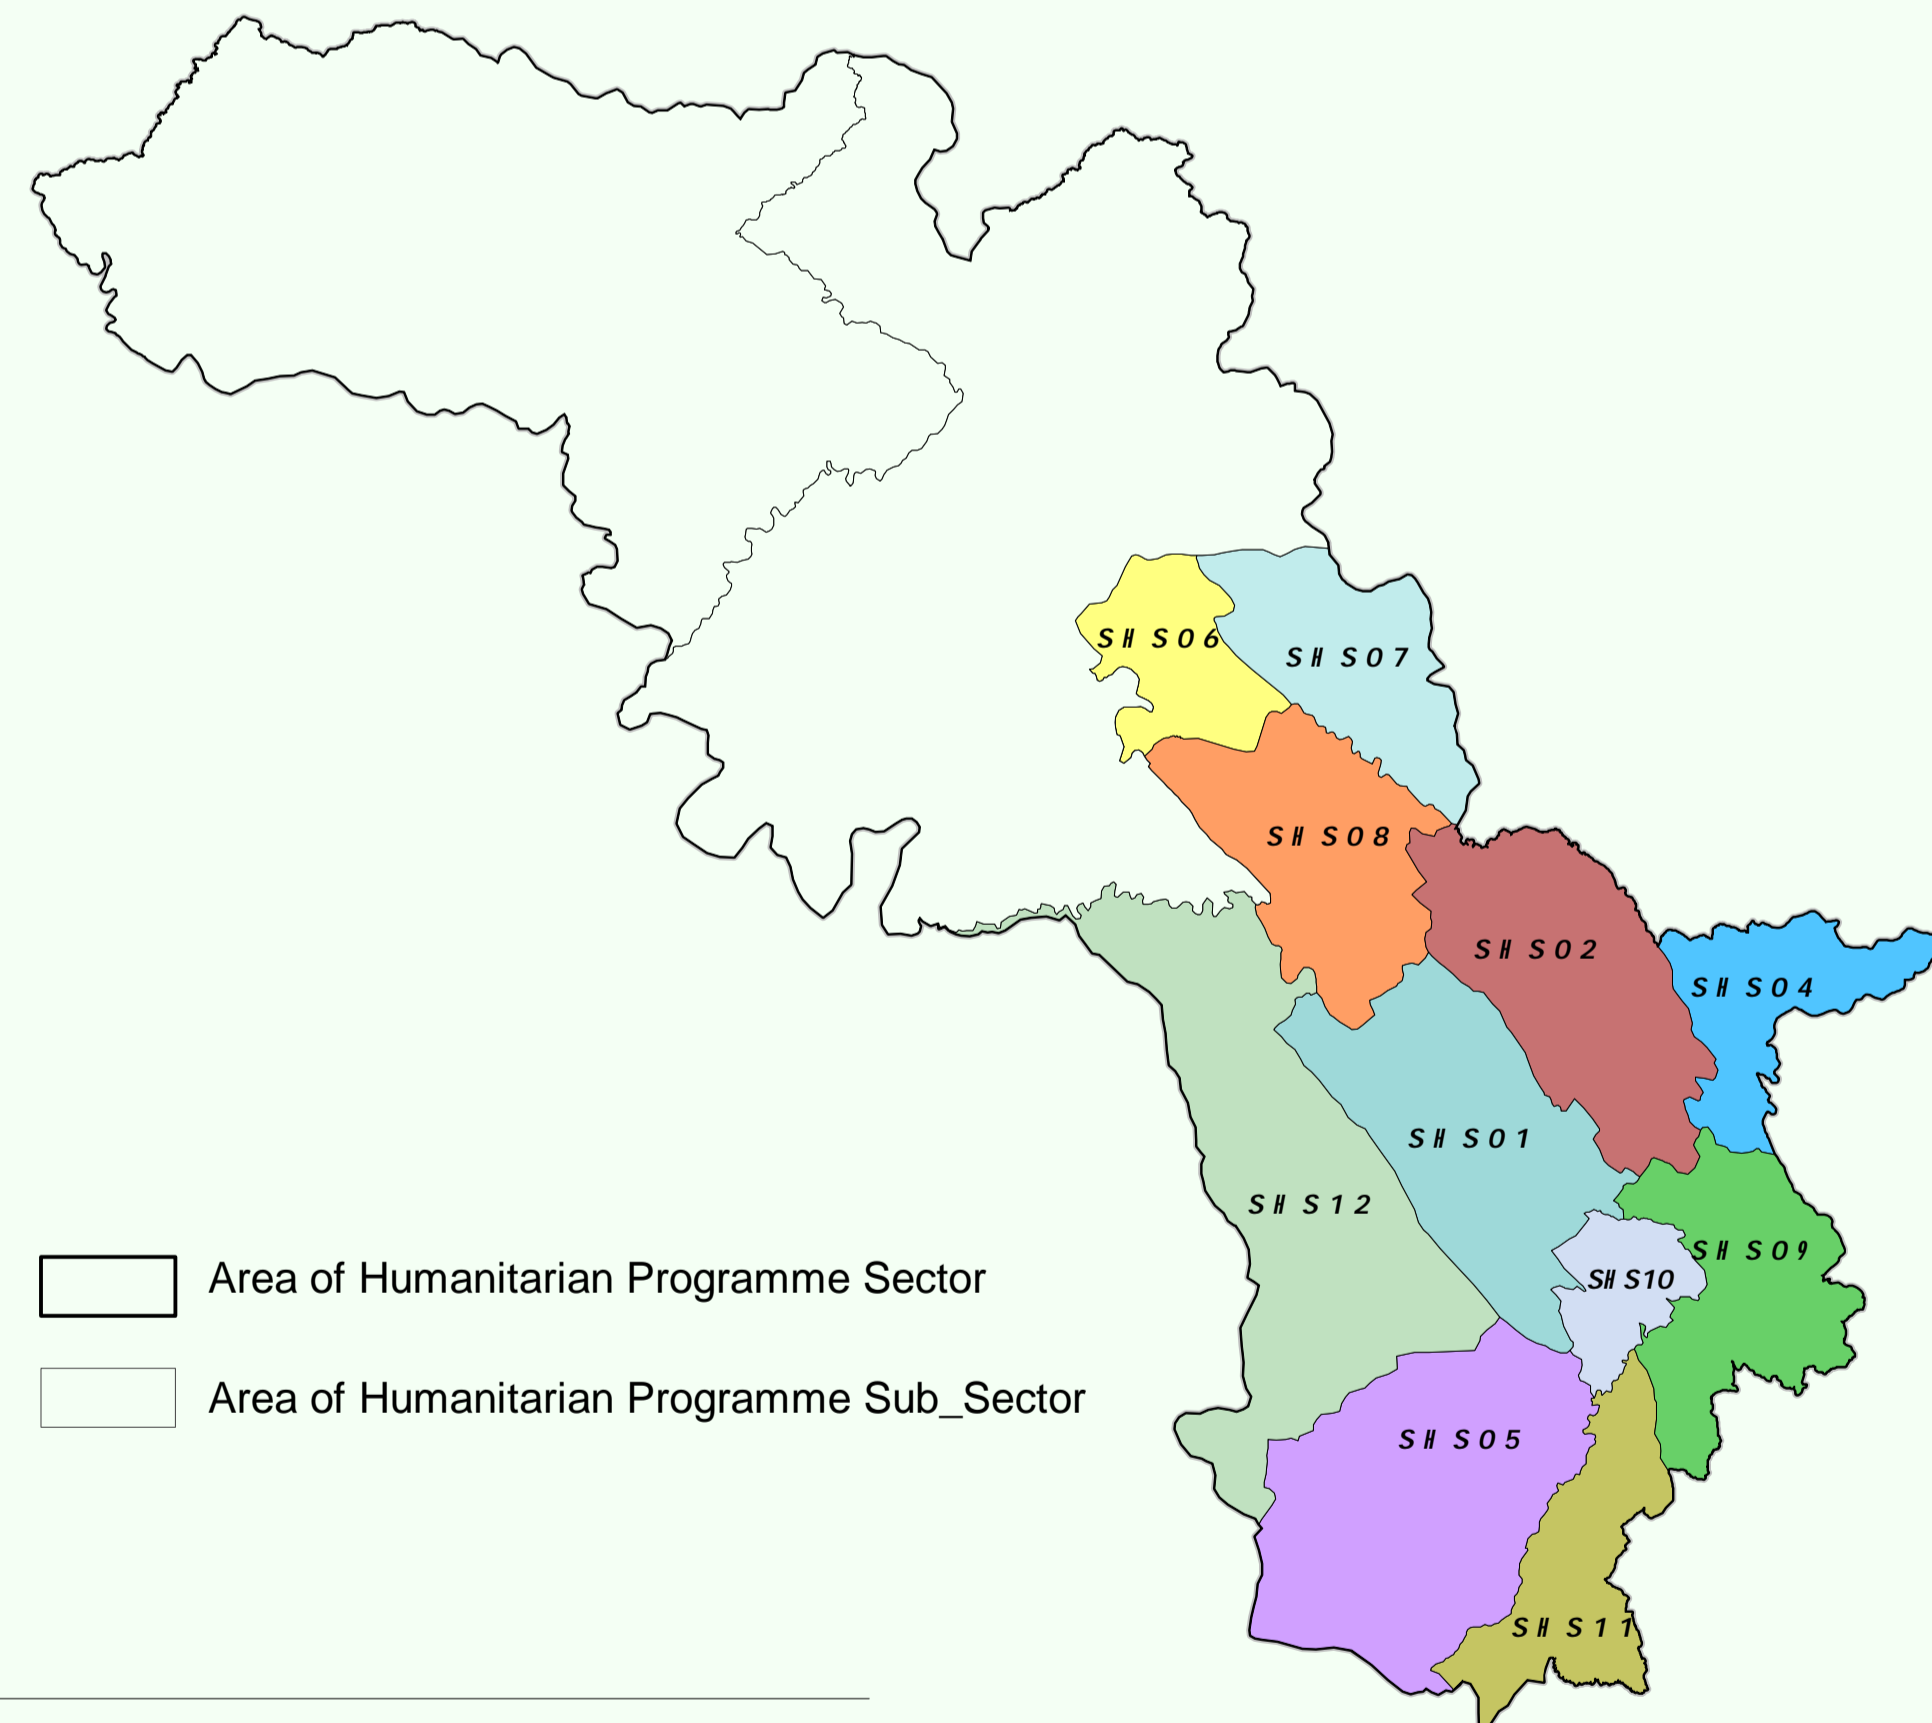 SH S06
SH S07
SH S08
SH S02
SH S04
SH S01
SH S12
SH S09
SH S10
Area of Humanitarian Programme Sector
Area of Humanitarian Programme Sub_Sector
SH S05
SH S11